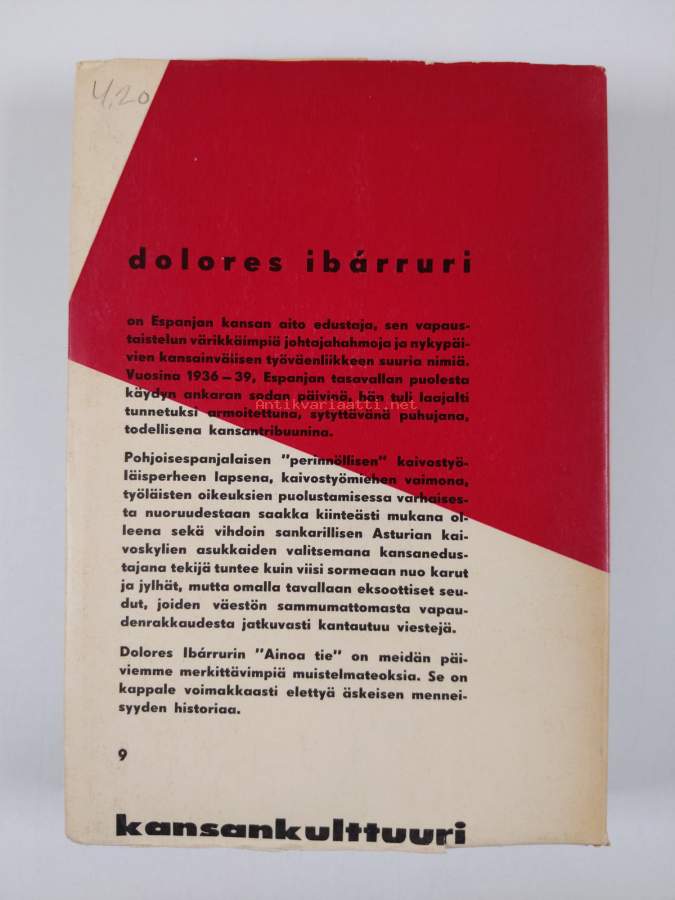 4,20
dolores ibárruri
on Espanjan kansan aito edustaja, sen vapaus-
taistelun värikkäimpiä johtajahahmoja ja nykypäi-
vien kansainväiisen työväenliikkeen suuria nimiä.
Vuosina 1936–39, Espanjan tasavallan puolesta
käydyn ankaran sodan päivinä, hän tuli laajalti
Antikvariaatti.net
tunnetuksi armoitettuna, sytyttävänä puhujana,
todellisena kansantribuunina.
Pohjoisespanjalaisen "perinnöllisen" kaivostyö-
läisperheen lapsena, kaivostyömiehen vaimona,
työläisten oikeuksien puolustamisessa varhaises-
ta nuoruudestaan saakka kiinteästi mukana ol-
leena sekä vihdoin sankarillisen Asturian kai-
voskylien asukkaiden valitsemana kansanedus-
tajana tekijä tuntee kuin viisi sormeaan nuo karut
ja jylhät, mutta omalla tavallaan eksoottiset seu-
dut, joiden väestön sammumattomasta vapau-
denrakkaudesta jatkuvasti kantautuu viestejä.
Dolores Ibárrurin "Ainoa tie" on meidän päi-
viemme merkittävimpiä muistelmateoksia. Se on
kappale voimakkaasti elettyä äskeisen mennei-
syyden historiaa.
9
kansankulttuuri